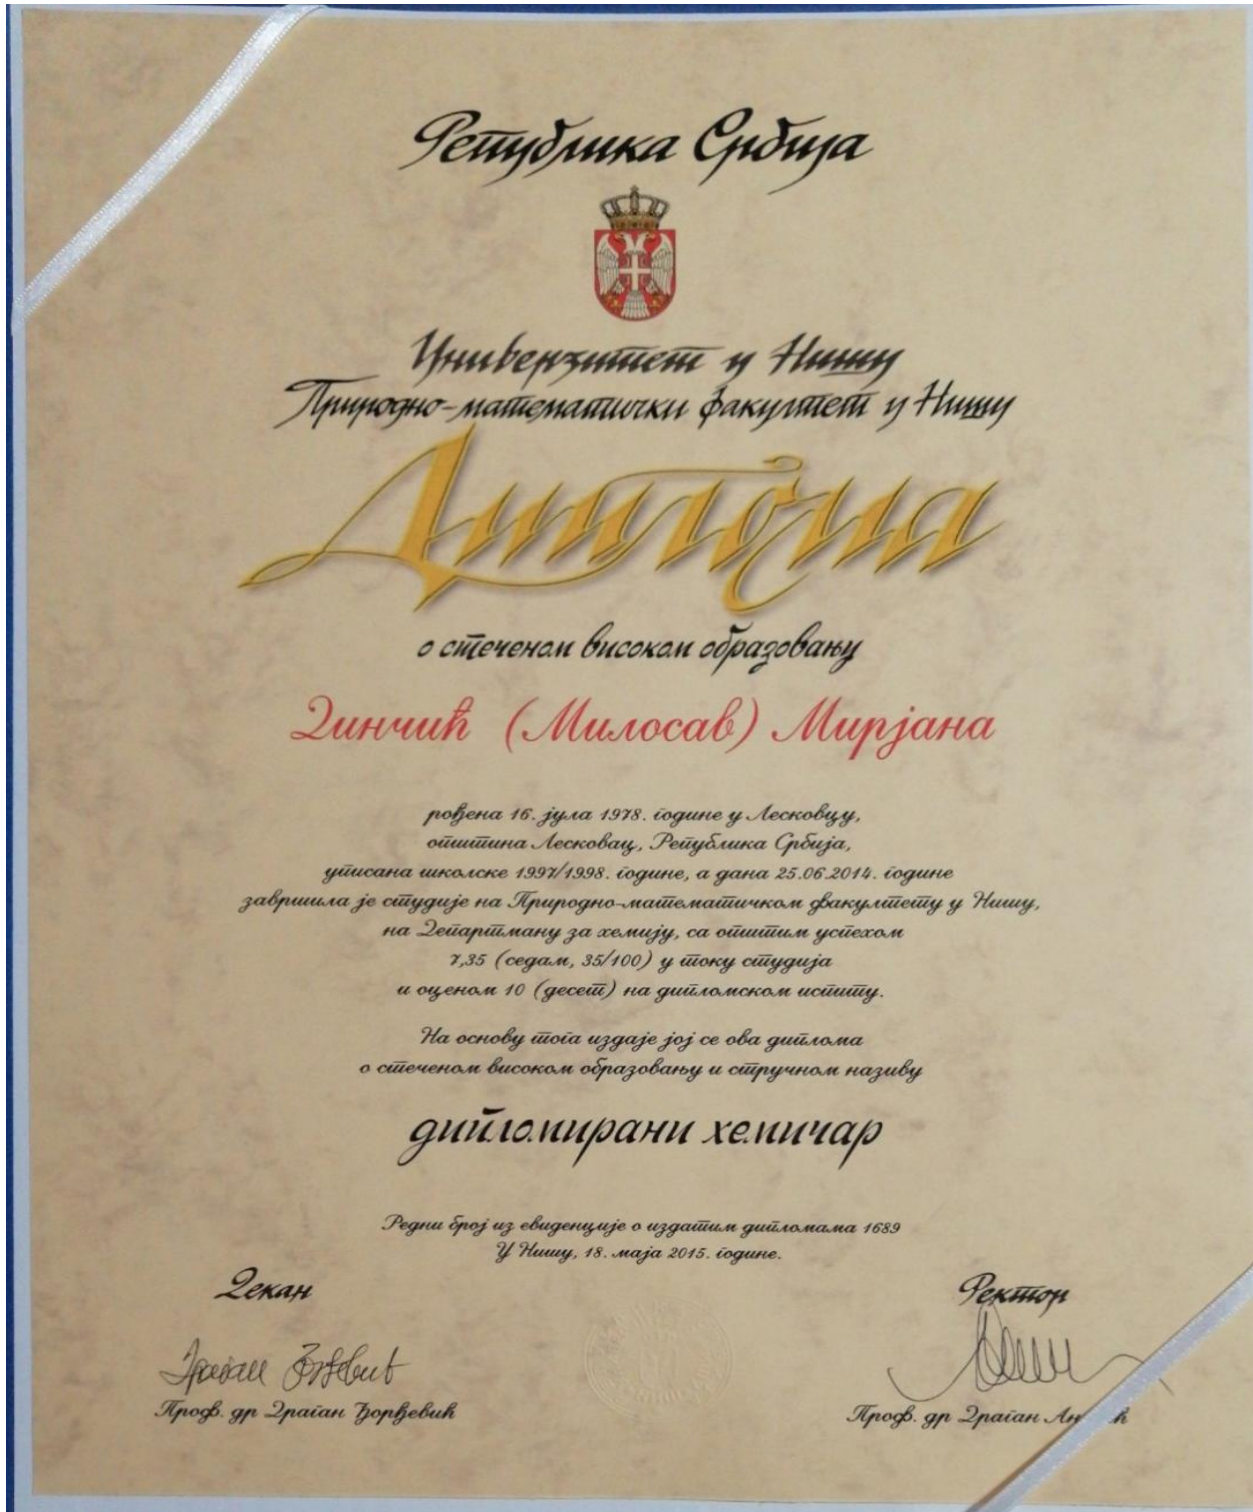 Република Србија
Универзитет у Нишу
Природно-математички факултет у Нишу
Диплома
о стеченом високом образовању
Динчић (Милосав) Мирјана
рођена 16. јула 1978. године у Лесковцу,
општина Лесковац, Република Србија,
уписана школске 1997/1998. године, а дана 25.06.2014. године
завршила је студије на Природно-математичком факултету у Нишу,
на Департману за хемију, са општим успехом
7,35 (седам, 35/100) у току студија
и оценом 10 (десет) на дипломском испиту.
На основу тога издаје јој се ова диплома
о стеченом високом образовању и стручном називу
дипломирани хемичар
Редни број из евиденције о издатим дипломама 1689
У Нишу, 18. маја 2015. године.
Декан Ректор
Драган Ђорђевић
Проф. др Драган Ђорђевић Проф. др Драган